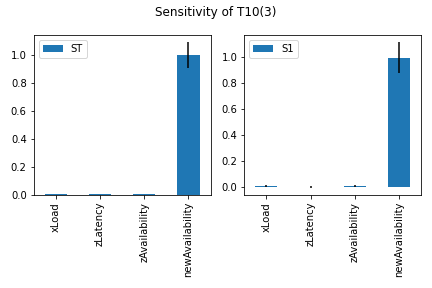 Sensitivity of T10(3)
ST
1.0
0.8
0.6
0.4
0.2
0.0
xLoad
zLatency
zAvailability
newAvailability
S1
1.0
0.8
0.6
0.4
0.2
0.0
xLoad
zLatency
zAvailability
newAvailability